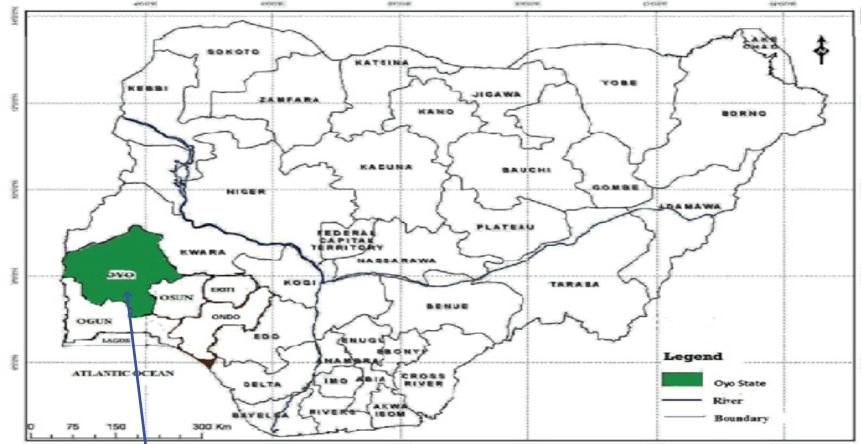 SOKOTO
KATSINA
KEBBI
ZAMFARA
JIGAWA
YOBE
KANO
BORNO
LAKE
CHAD
KADUNA
BAUCHI
GOMBE
NIGER
ADAMAWA
PLATEAU
FEDERAL
CAPITAL
TERRITORY
KWARA
NASSARAWA
OYO
KOGI
TARABA
OSUN
EKITI
BENUE
OGUN
ONDO
EDO
LAGOS
ENUGU
EBONYI
ANAMBRA
ATLANTIC OCEAN
DELTA
IMO
ABIA
CROSS
RIVER
BAYELSA
RIVERS
AKWA
IBOM
0 75 150 300 Km
Legend
Oyo State
River
Boundary